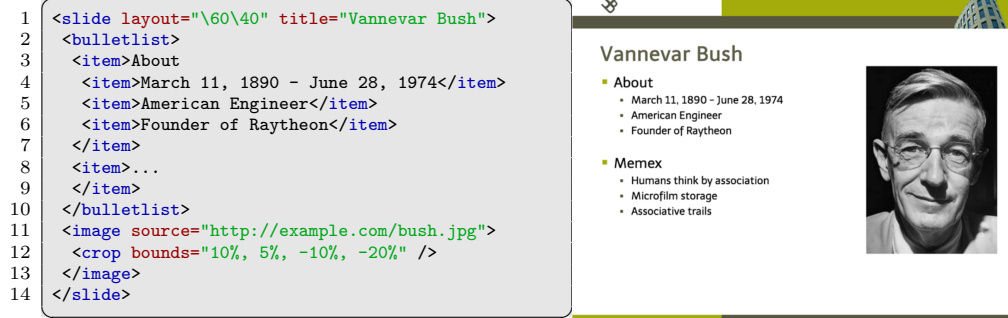 1 <slide layout="\60\40" title="Vannevar Bush">
2 <bulletlist>
3 <item>About
4 <item>March 11, 1890 - June 28, 1974</item>
5 <item>American Engineer</item>
6 <item>Founder of Raytheon</item>
7 </item>
8 <item>...
9 </item>
10 </bulletlist>
11 <image source="http://example.com/bush.jpg">
12 <crop bounds="10%, 5%, -10%, -20%" />
13 </image>
14 </slide>
Vannevar Bush
About
March 11, 1890 – June 28, 1974
American Engineer
Founder of Raytheon
Memex
Humans think by association
Microfilm storage
Associative trails